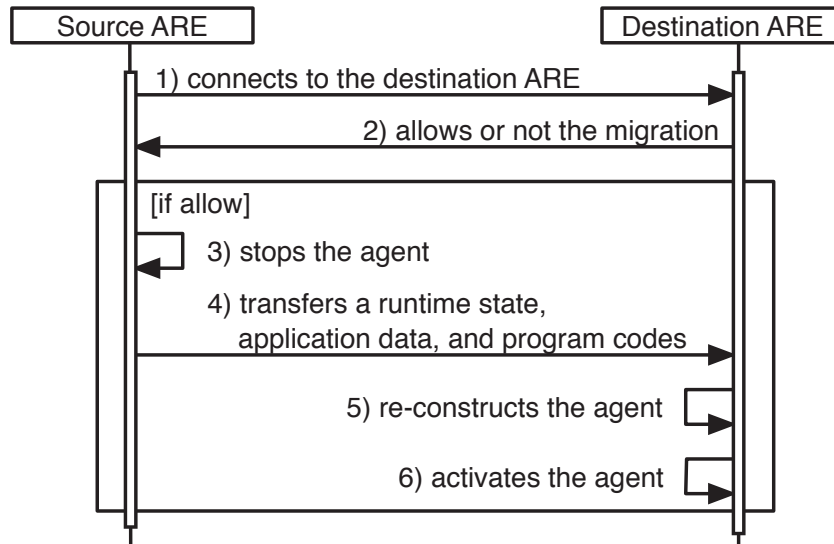 Source ARE
Destination ARE
1) connects to the destination ARE
2) allows or not the migration
[if allow]
3) stops the agent
4) transfers a runtime state,
application data, and program codes
5) re-constructs the agent
6) activates the agent